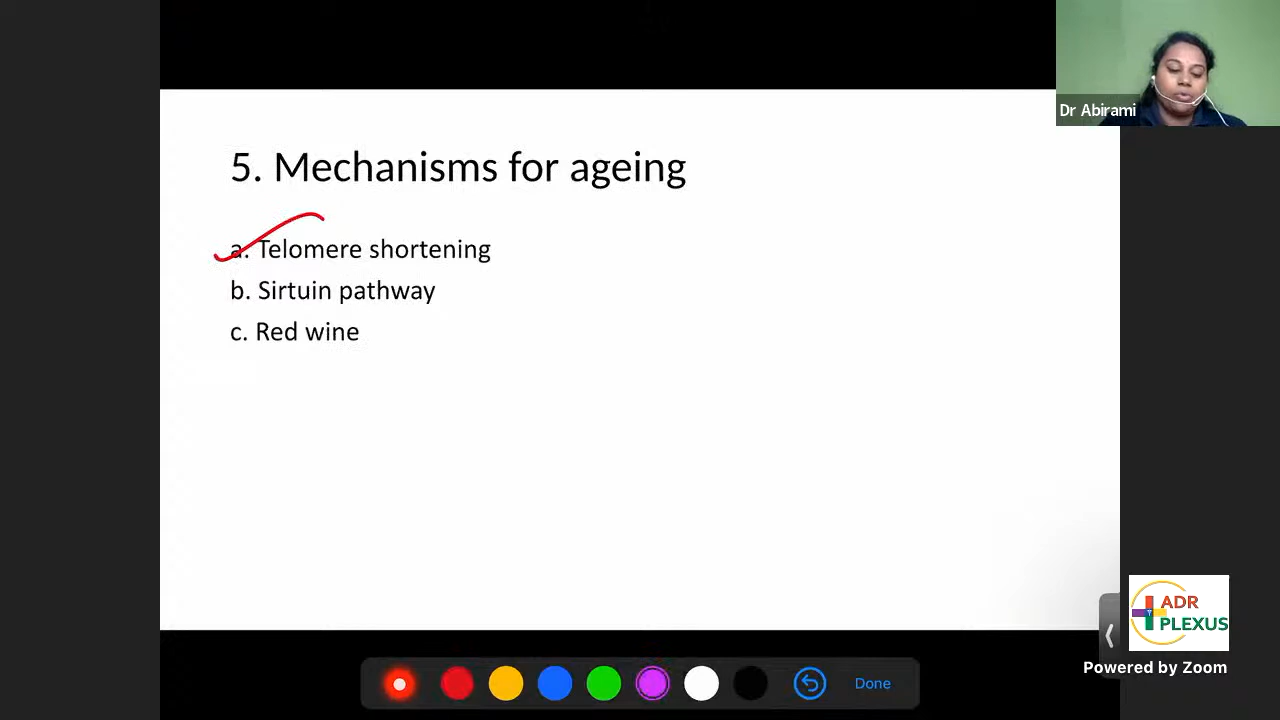 Dr Abirami
5. Mechanisms for ageing
a. Telomere shortening
b. Sirtuin pathway
c. Red wine
ADR
PLEXUS
Powered by Zoom
Done